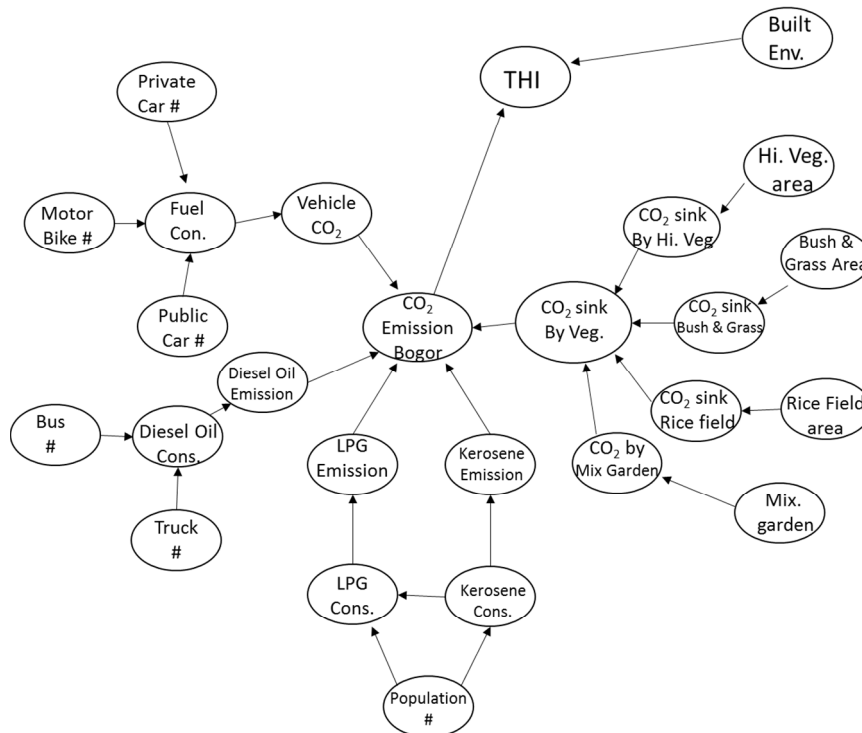 Built
Env.
THI
Private
Car #
Hi. Veg.
area
Motor
Bike #
Fuel
Con.
Vehicle
CO₂
CO₂ sink
By Hi. Veg
Bush &
Grass Area
Public
Car #
CO₂
Emission
Bogor
CO₂ sink
By Veg.
CO₂ sink
Bush & Grass
Diesel Oil
Emission
CO₂ sink
Rice field
Rice Field
area
Bus
#
Diesel Oil
Cons.
LPG
Emission
Kerosene
Emission
CO₂ by
Mix Garden
Truck
#
Mix.
garden
LPG
Cons.
Kerosene
Cons.
Population
#